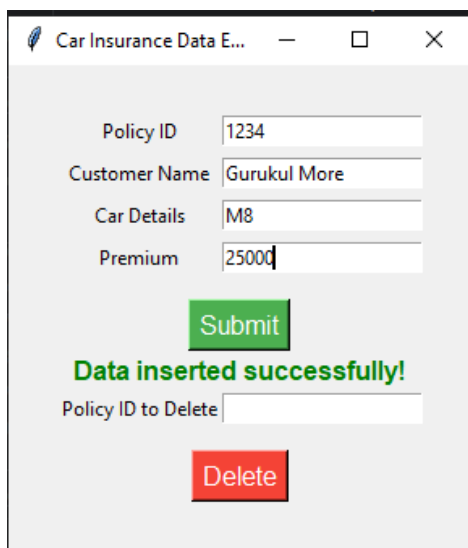 Car Insurance Data E...
Policy ID 1234
Customer Name Gurukul More
Car Details M8
Premium 25000
Submit
Data inserted successfully!
Policy ID to Delete
Delete